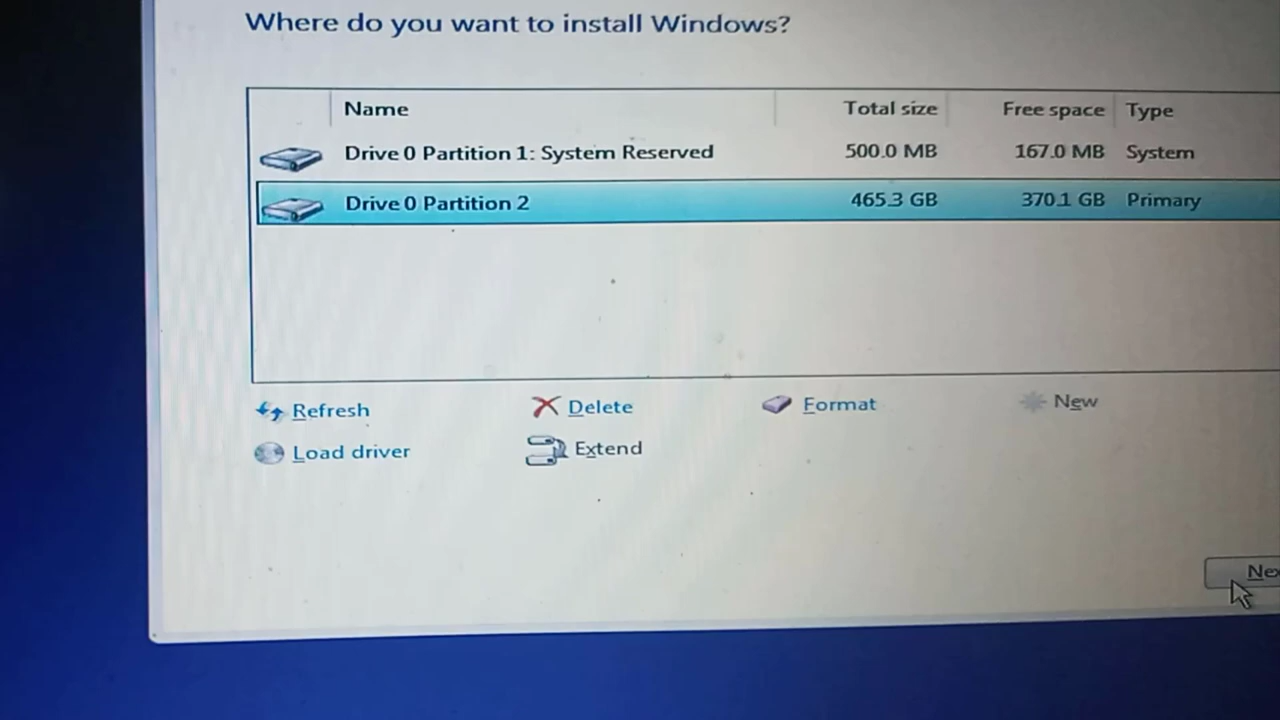 Where do you want to install Windows?
Name Total size Free space Type
Drive 0 Partition 1: System Reserved 500.0 MB 167.0 MB System
Drive 0 Partition 2 465.3 GB 370.1 GB Primary
Refresh Delete Format New
Load driver Extend